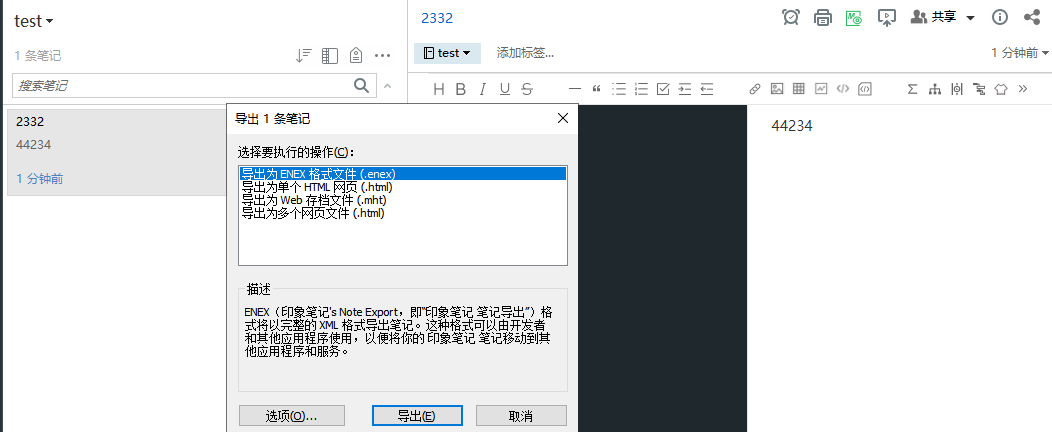 test
1 条笔记
搜索笔记
2332
44234
1 分钟前
2332
共享
test
添加标签...
1 分钟前
H B I U S
44234
导出 1 条笔记
选择要执行的操作(C):
导出为 ENEX 格式文件 (.enex)
导出为单个 HTML 网页 (.html)
导出为 Web 存档文件 (.mht)
导出为多个网页文件 (.html)
描述
ENEX（印象笔记's Note Export，即“印象笔记 笔记导出”）格
式将以完整的 XML 格式导出笔记。这种格式可以由开发者
和其他应用程序使用，以便将你的 印象笔记 笔记移动到其
他应用程序和服务。
选项(O)...
导出(E)
取消